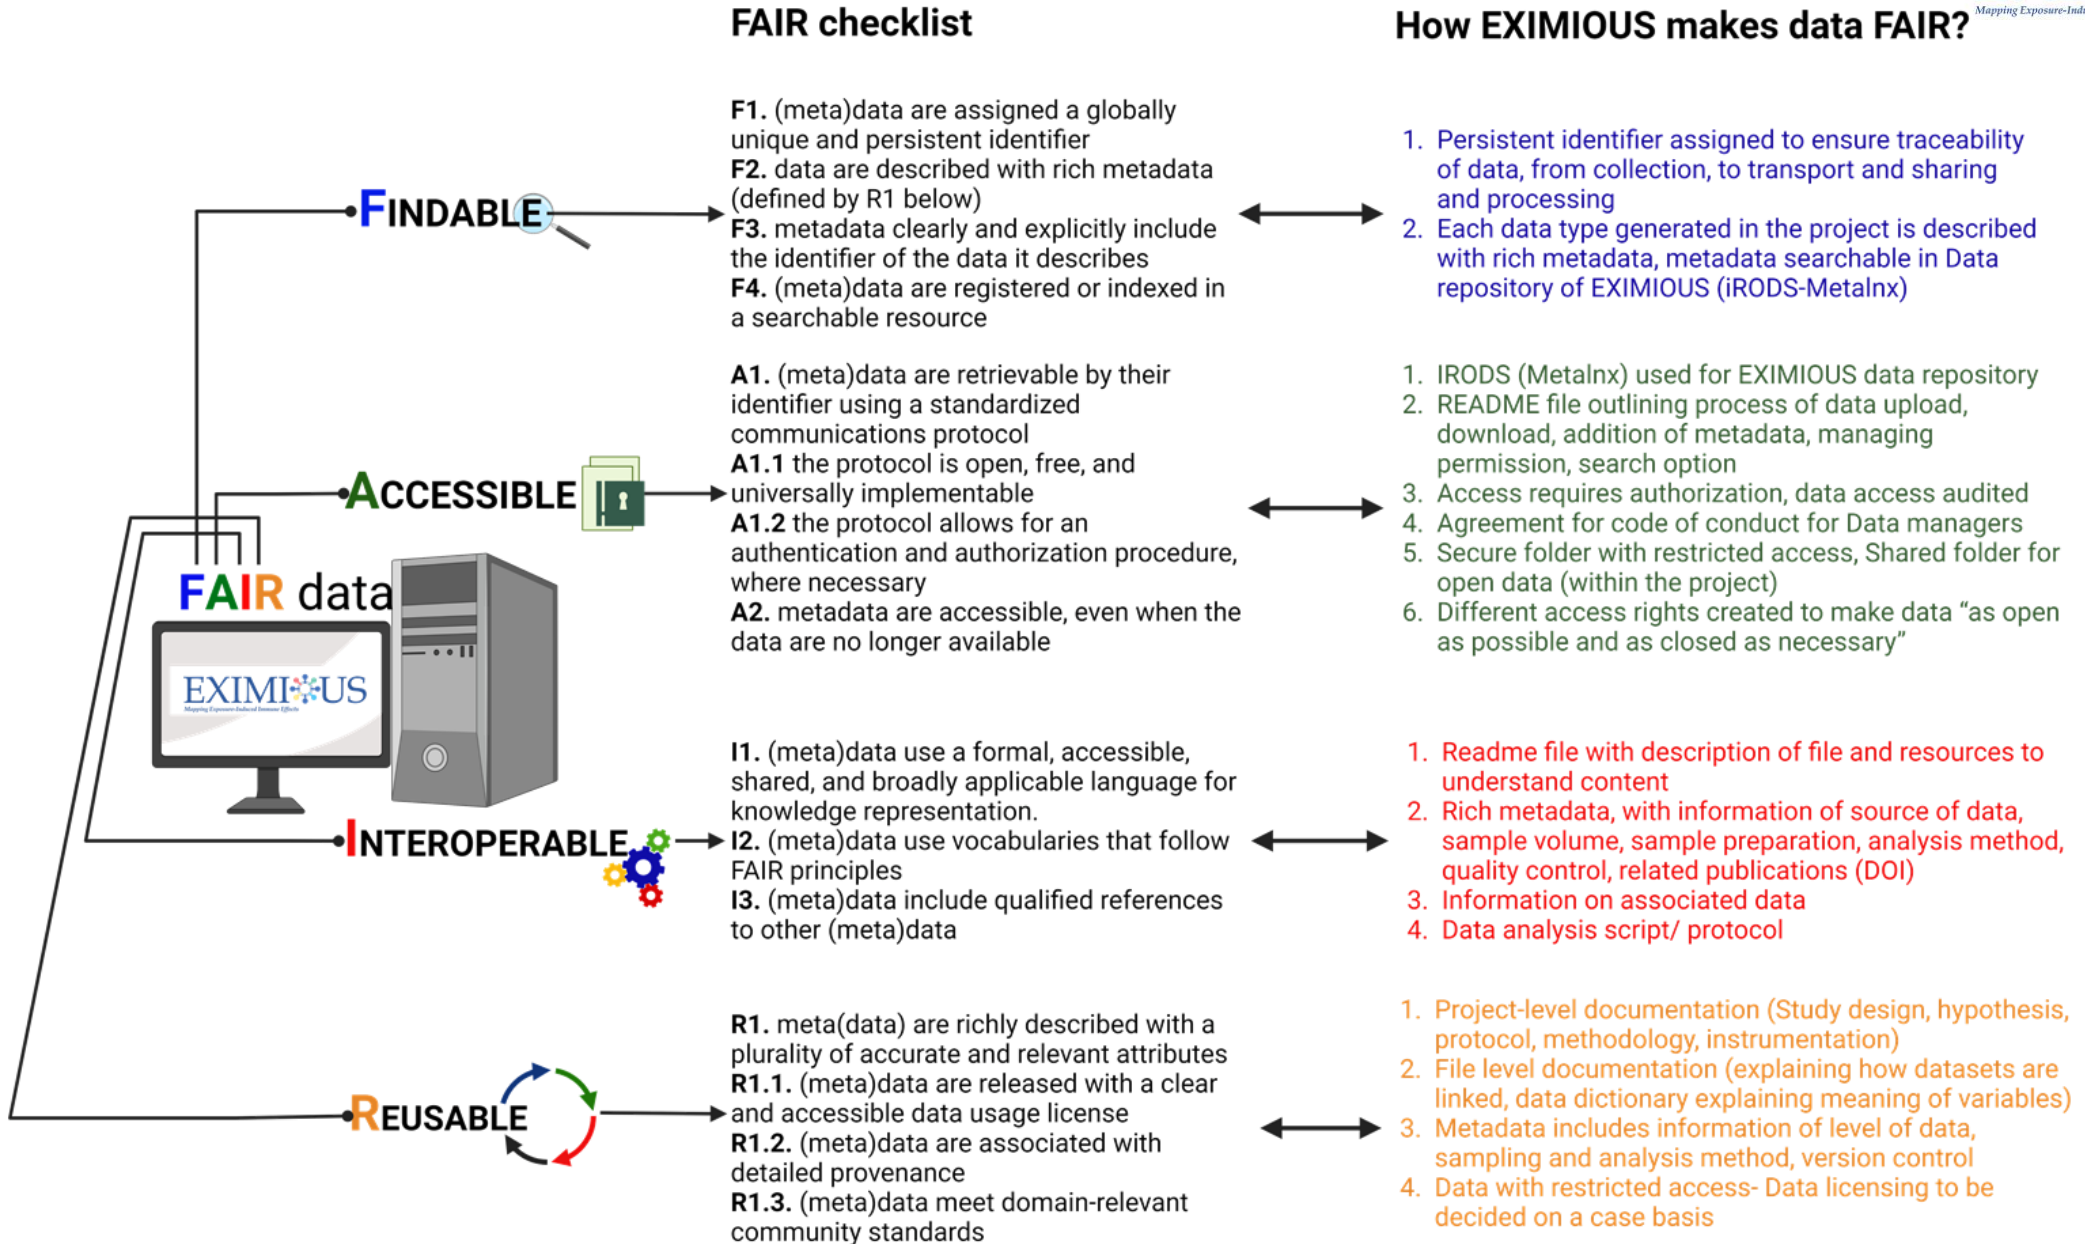 FAIR checklist
How EXIMIOUS makes data FAIR?
Mapping Exposure-Ind
FINDABLE
F1. (meta)data are assigned a globally
unique and persistent identifier
F2. data are described with rich metadata
(defined by R1 below)
F3. metadata clearly and explicitly include
the identifier of the data it describes
F4. (meta)data are registered or indexed in
a searchable resource
1. Persistent identifier assigned to ensure traceability
of data, from collection, to transport and sharing
and processing
2. Each data type generated in the project is described
with rich metadata, metadata searchable in Data
repository of EXIMIOUS (iRODS-Metalnx)
ACCESSIBLE
A1. (meta)data are retrievable by their
identifier using a standardized
communications protocol
A1.1 the protocol is open, free, and
universally implementable
A1.2 the protocol allows for an
authentication and authorization procedure,
where necessary
A2. metadata are accessible, even when the
data are no longer available
1. IRODS (Metalnx) used for EXIMIOUS data repository
2. README file outlining process of data upload,
download, addition of metadata, managing
permission, search option
3. Access requires authorization, data access audited
4. Agreement for code of conduct for Data managers
5. Secure folder with restricted access, Shared folder for
open data (within the project)
6. Different access rights created to make data “as open
as possible and as closed as necessary”
FAIR data
EXIMIOUS
Mapping Exposure-Induced Immune Effects
INTEROPERABLE
I1. (meta)data use a formal, accessible,
shared, and broadly applicable language for
knowledge representation.
I2. (meta)data use vocabularies that follow
FAIR principles
I3. (meta)data include qualified references
to other (meta)data
1. Readme file with description of file and resources to
understand content
2. Rich metadata, with information of source of data,
sample volume, sample preparation, analysis method,
quality control, related publications (DOI)
3. Information on associated data
4. Data analysis script/ protocol
REUSABLE
R1. meta(data) are richly described with a
plurality of accurate and relevant attributes
R1.1. (meta)data are released with a clear
and accessible data usage license
R1.2. (meta)data are associated with
detailed provenance
R1.3. (meta)data meet domain-relevant
community standards
1. Project-level documentation (Study design, hypothesis,
protocol, methodology, instrumentation)
2. File level documentation (explaining how datasets are
linked, data dictionary explaining meaning of variables)
3. Metadata includes information of level of data,
sampling and analysis method, version control
4. Data with restricted access- Data licensing to be
decided on a case basis